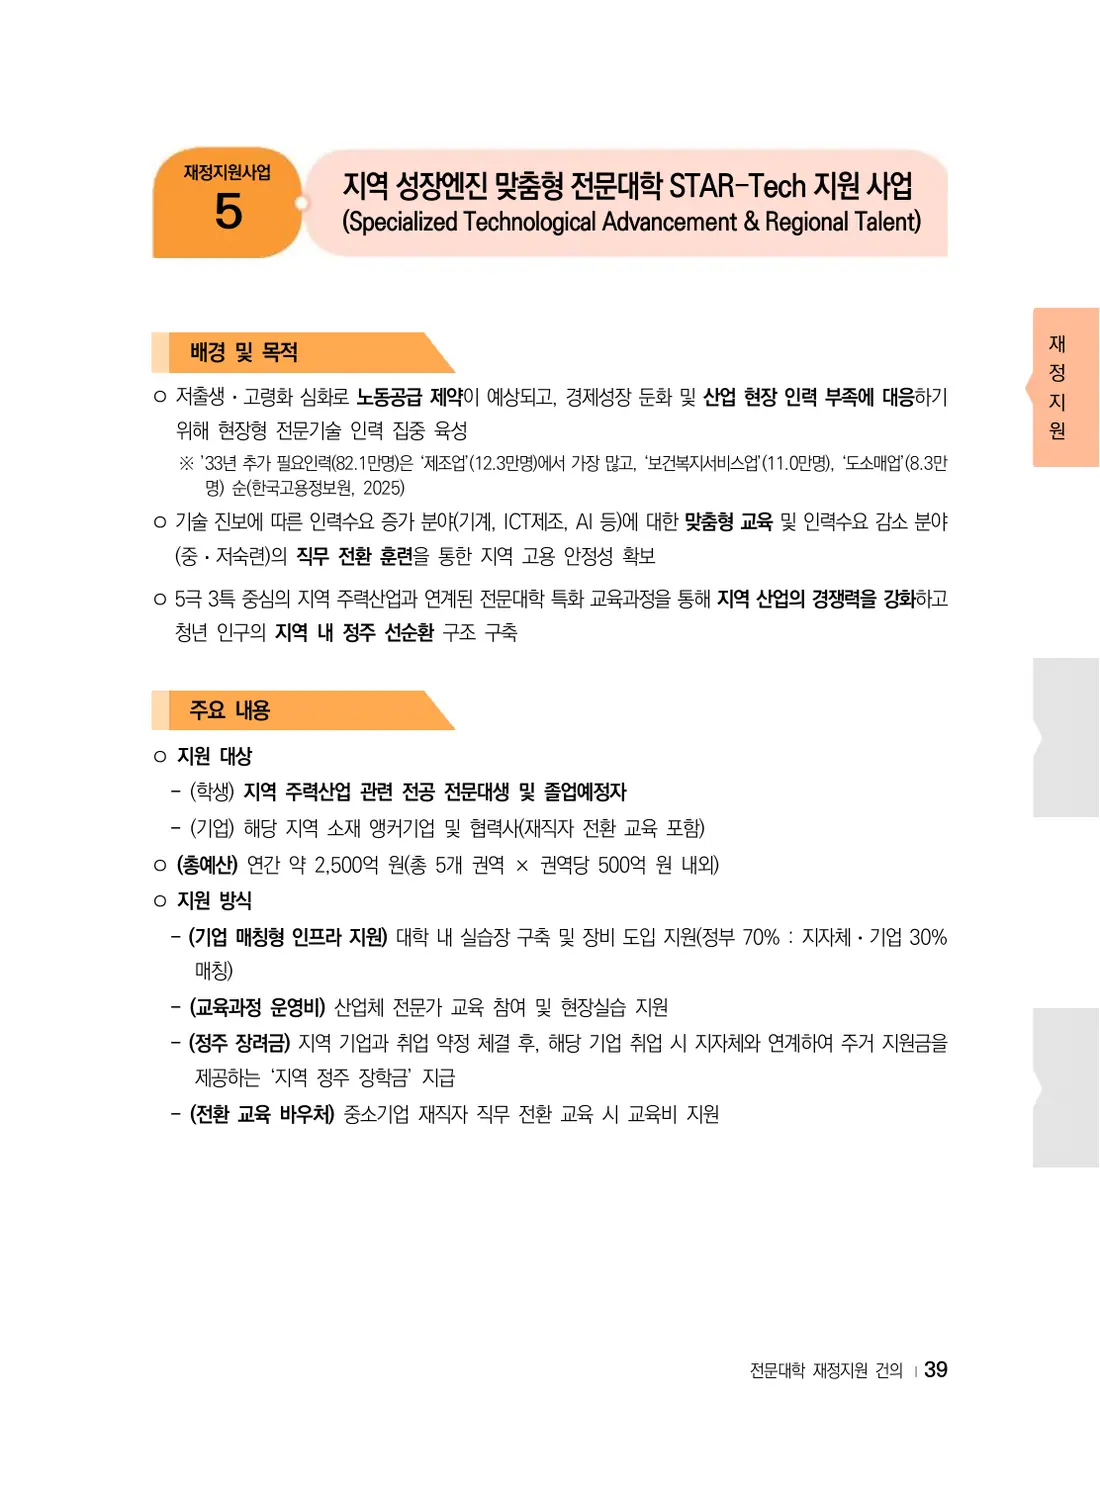 재정지원사업
5
지역 성장엔진 맞춤형 전문대학 STAR-Tech 지원 사업
(Specialized Technological Advancement & Regional Talent)
배경 및 목적
○ 저출생·고령화 심화로 노동공급 제약이 예상되고, 경제성장 둔화 및 산업 현장 인력 부족에 대응하기
위해 현장형 전문기술 인력 집중 육성
※ '33년 추가 필요인력(82.1만명)은 ‘제조업’(12.3만명)에서 가장 많고, ‘보건복지서비스업’(11.0만명), ‘도소매업’(8.3만
명) 순(한국고용정보원, 2025)
○ 기술 진보에 따른 인력수요 증가 분야(기계, ICT제조, AI 등)에 대한 맞춤형 교육 및 인력수요 감소 분야
(중·저숙련)의 직무 전환 훈련을 통한 지역 고용 안정성 확보
○ 5극 3특 중심의 지역 주력산업과 연계된 전문대학 특화 교육과정을 통해 지역 산업의 경쟁력을 강화하고
청년 인구의 지역 내 정주 선순환 구조 구축
주요 내용
○ 지원 대상
- (학생) 지역 주력산업 관련 전공 전문대생 및 졸업예정자
- (기업) 해당 지역 소재 앵커기업 및 협력사(재직자 전환 교육 포함)
○ (총예산) 연간 약 2,500억 원(총 5개 권역 × 권역당 500억 원 내외)
○ 지원 방식
- (기업 매칭형 인프라 지원) 대학 내 실습장 구축 및 장비 도입 지원(정부 70% : 지자체·기업 30%
매칭)
- (교육과정 운영비) 산업체 전문가 교육 참여 및 현장실습 지원
- (정주 장려금) 지역 기업과 취업 약정 체결 후, 해당 기업 취업 시 지자체와 연계하여 주거 지원금을
제공하는 ‘지역 정주 장학금’ 지급
- (전환 교육 바우처) 중소기업 재직자 직무 전환 교육 시 교육비 지원
재
정
지
원
전문대학 재정지원 건의 | 39